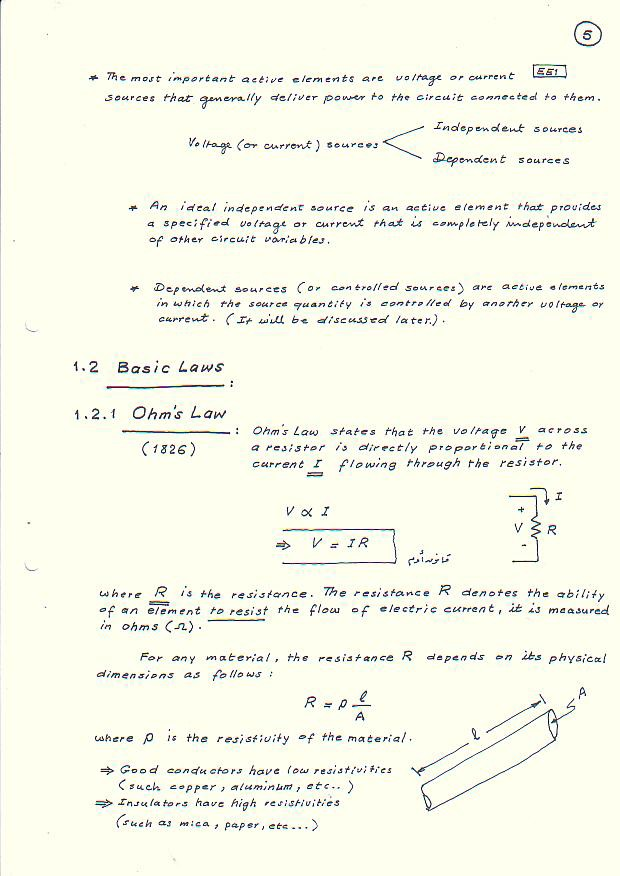 5
EE1
* The most important active elements are voltage or current
sources that generally deliver power to the circuit connected to them.
Independent sources
Voltage (or current) sources
Dependent sources
* An ideal independent source is an active element that provides
a specified voltage or current that is completely independent
of other circuit variables.
* Dependent sources (or controlled sources) are active elements
in which the source quantity is controlled by another voltage or
current. (It will be discussed later.).
1.2 Basic Laws :
1.2.1 Ohm's Law :
(1826)
Ohm's Law states that the voltage V across
a resistor is directly proportional to the
current I flowing through the resistor.
V ∝ I
⇒ V = IR
قانون أوم
I
+
V
R
-
where R is the resistance. The resistance R denotes the ability
of an element to resist the flow of electric current, it is measured
in ohms (Ω).
For any material, the resistance R depends on its physical
dimensions as follows :
R = ρ l/A
where ρ is the resistivity of the material.
⇒ Good conductors have low resistivities
(such copper, aluminum, etc..)
⇒ Insulators have high resistivities
(such as mica, paper, etc...)
l
A